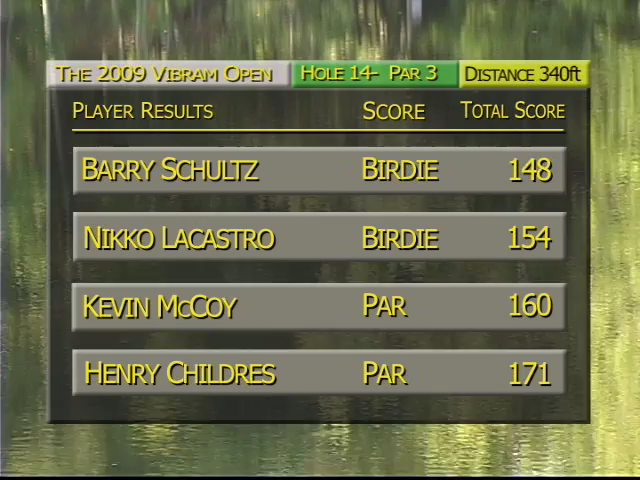 The 2009 Vibram Open Hole 14- Par 3 Distance 340ft
Player Results Score Total Score
Barry Schultz Birdie 148
Nikko Lacastro Birdie 154
Kevin McCoy Par 160
Henry Childres Par 171